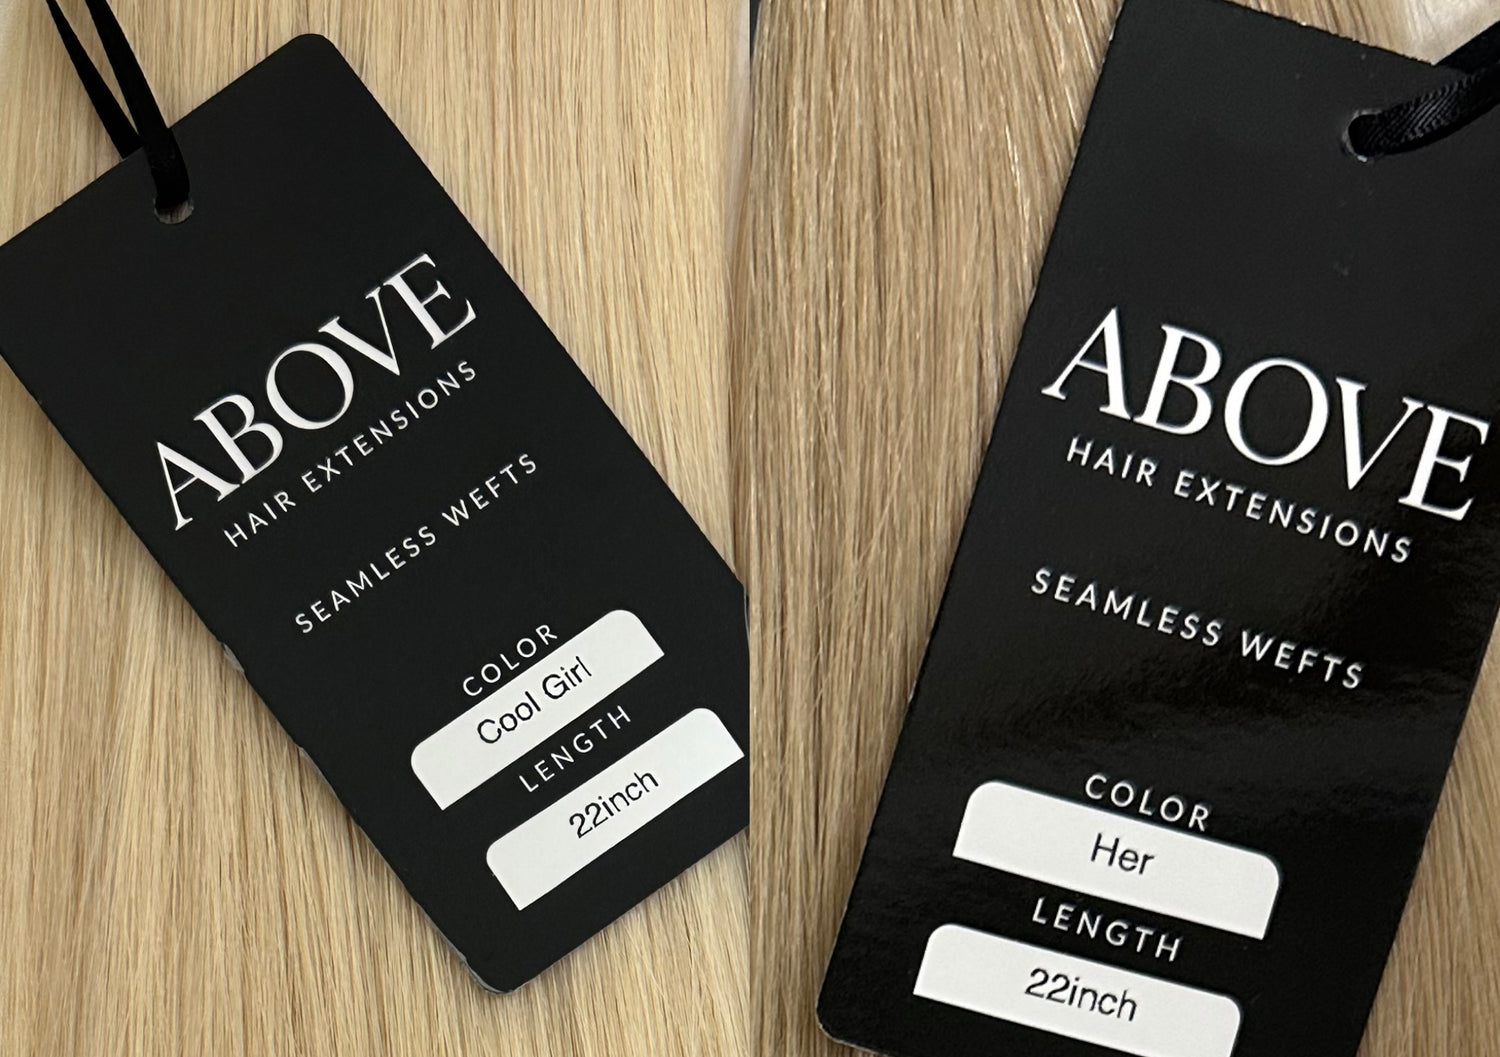 ABOVE
HAIR EXTENSIONS
SEAMLESS WEFTS
COLOR
Cool Girl
LENGTH
22inch
ABOVE
HAIR EXTENSIONS
SEAMLESS WEFTS
COLOR
Her
LENGTH
22inch